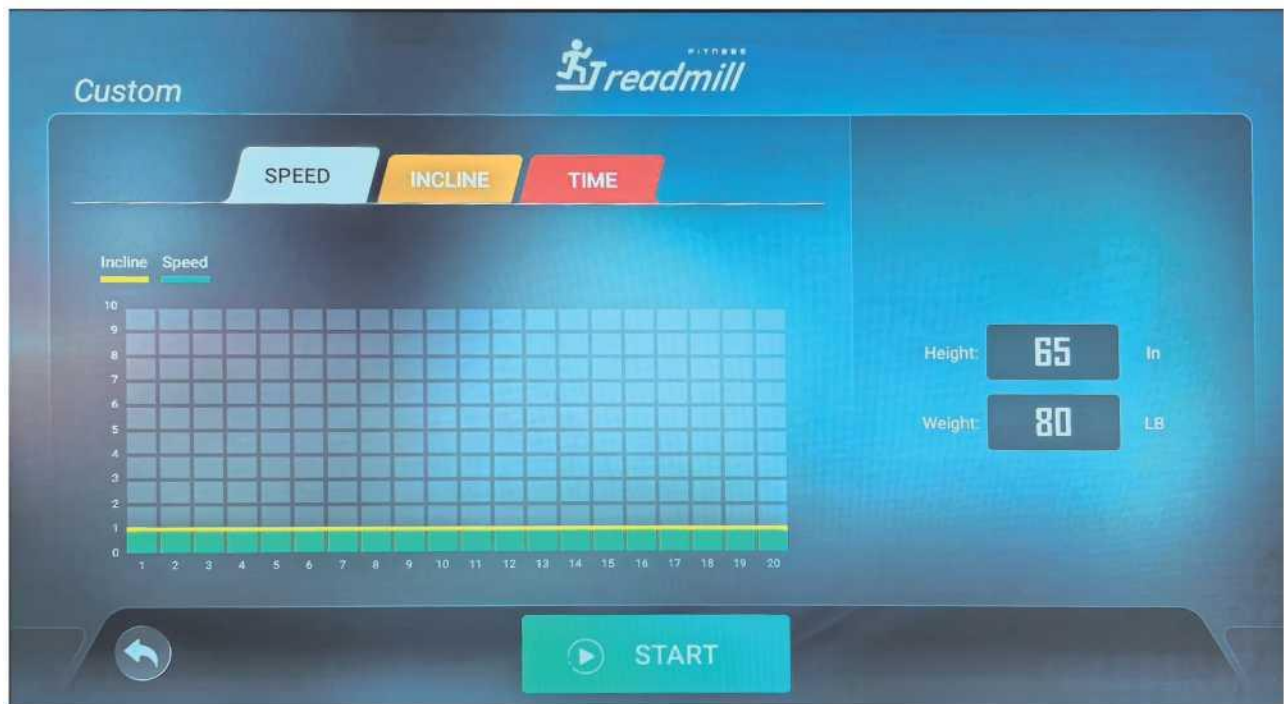 FITNESS
Treadmill
Custom
SPEED INCLINE TIME
Incline Speed
10
9
8
7
6
5
4
3
2
1
0
1 2 3 4 5 6 7 8 9 10 11 12 13 14 15 16 17 18 19 20
Height: 65 In
Weight: 80 LB
START